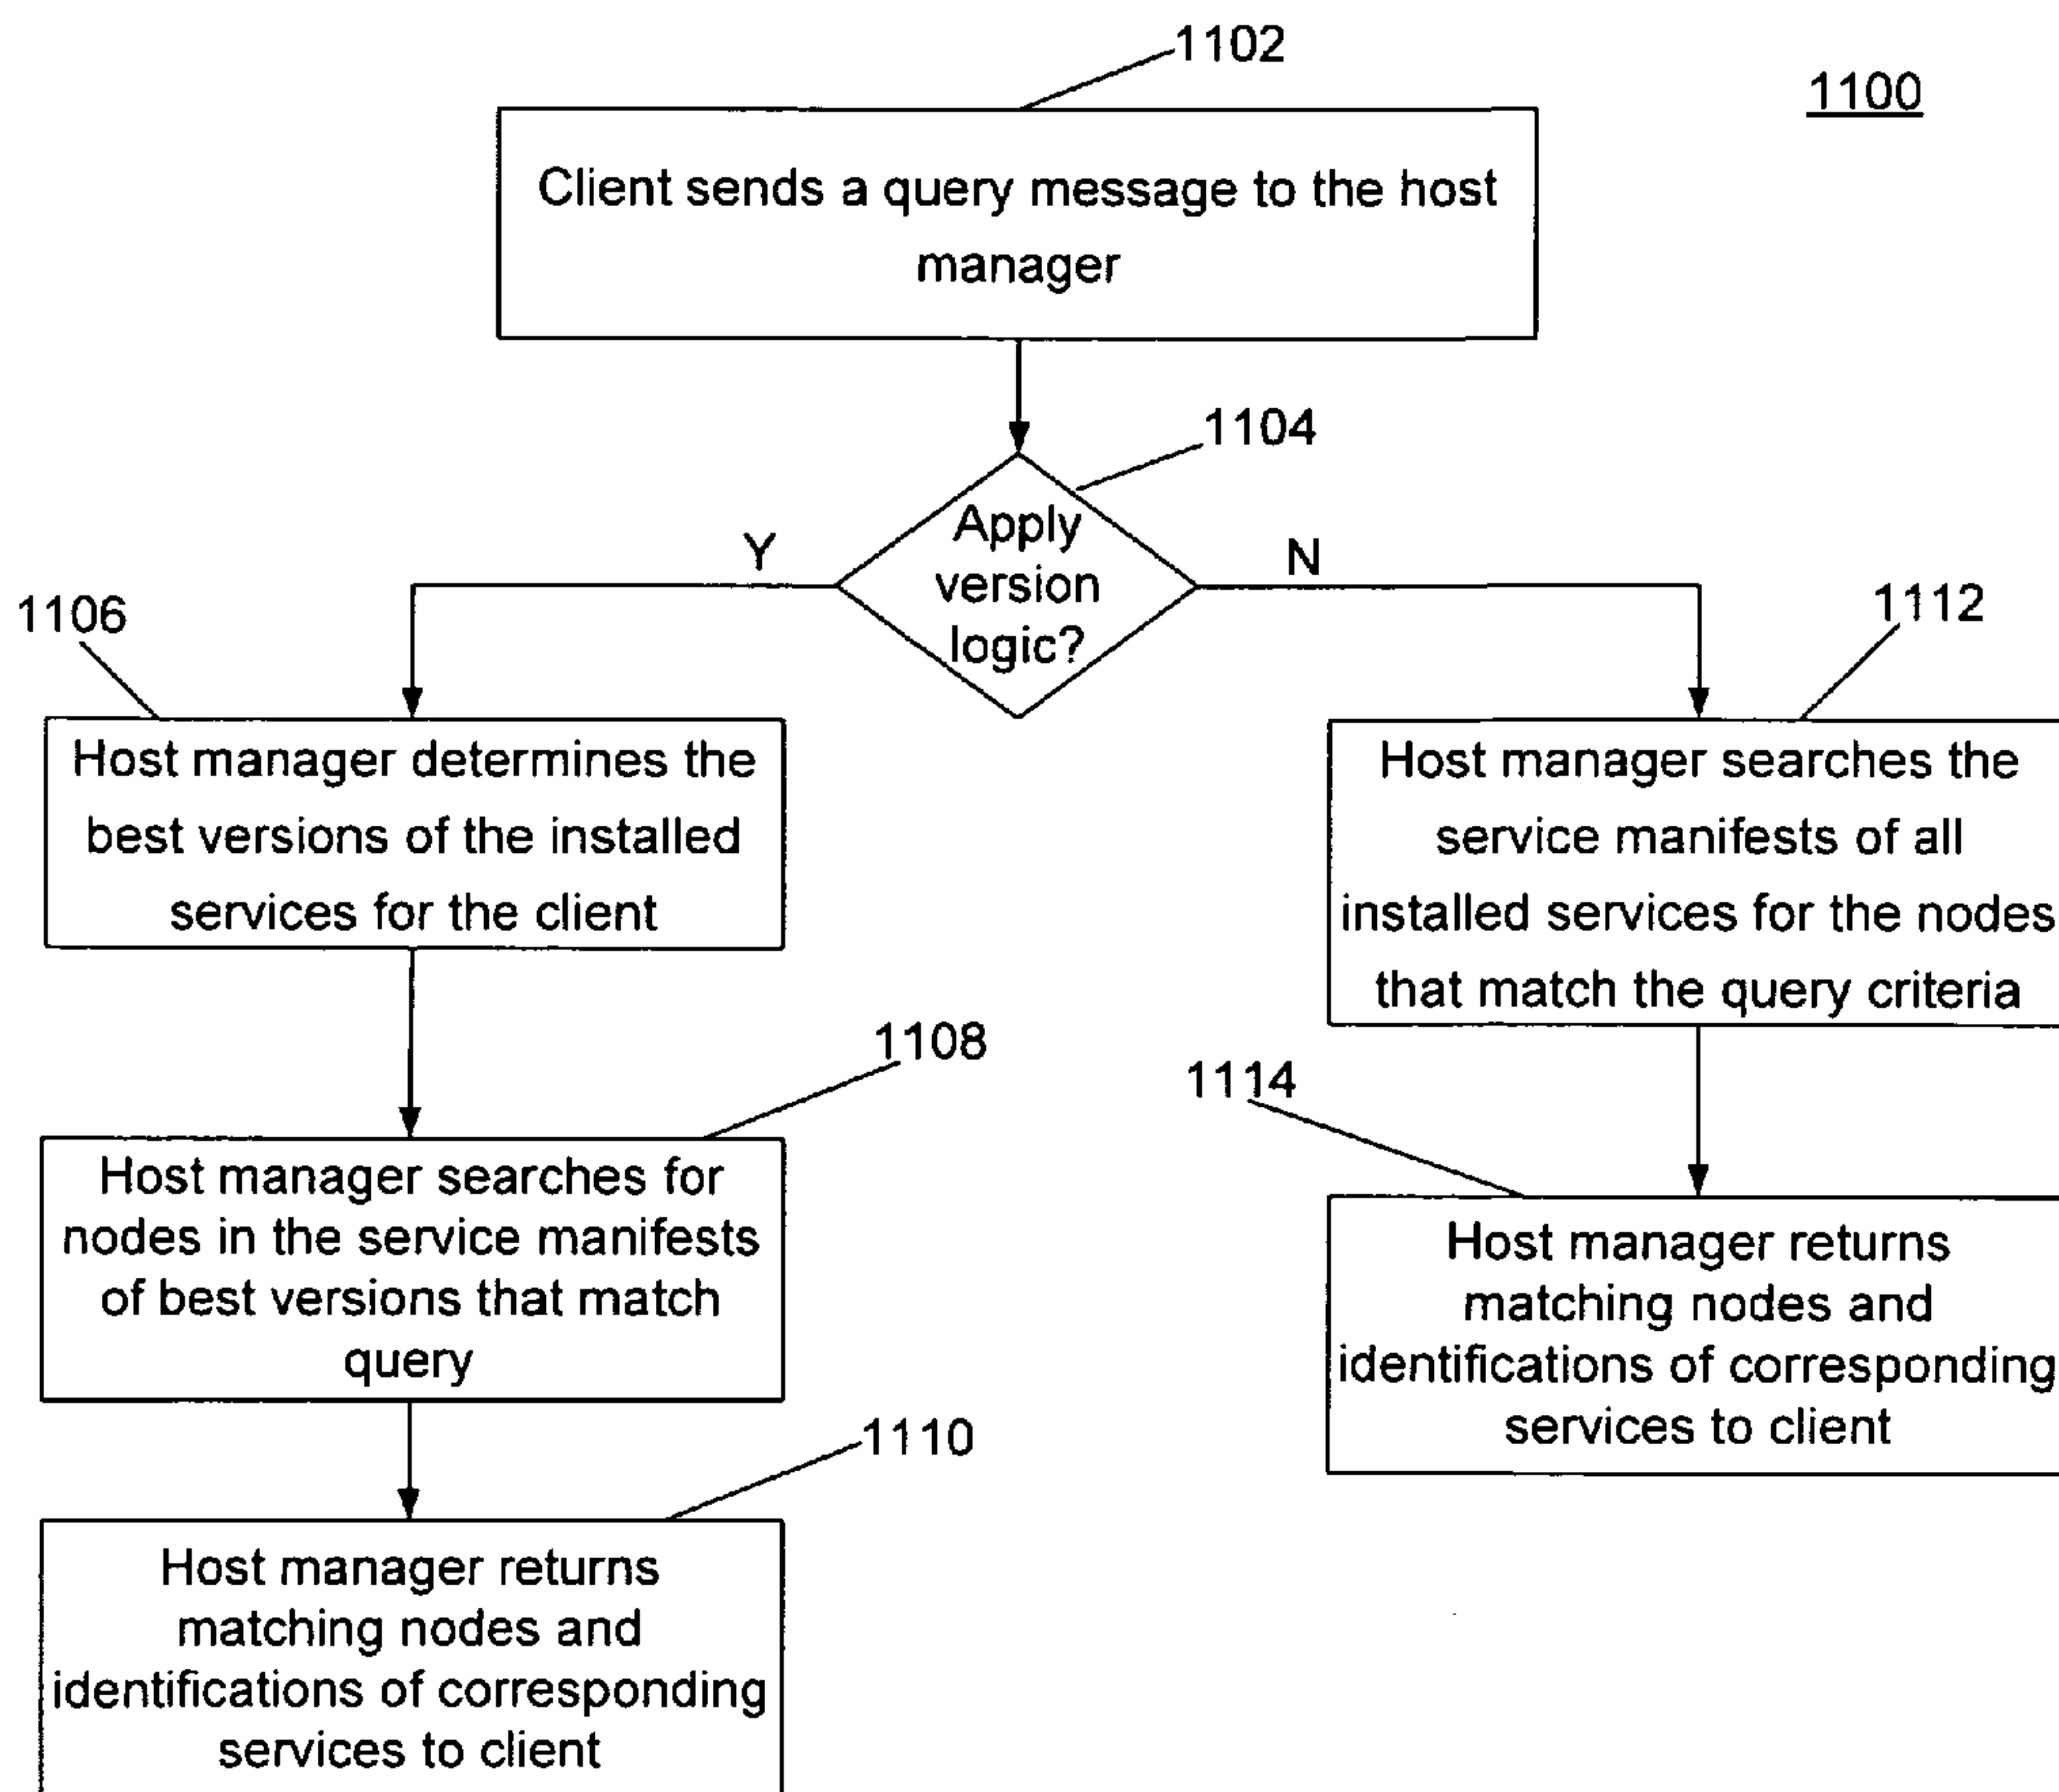 1102
1100
Client sends a query message to the host
manager
1104
Apply
version
logic?
Y
N
1106
Host manager determines the
best versions of the installed
services for the client
1112
Host manager searches the
service manifests of all
installed services for the nodes
that match the query criteria
1108
Host manager searches for
nodes in the service manifests
of best versions that match
query
1114
Host manager returns
matching nodes and
identifications of corresponding
services to client
1110
Host manager returns
matching nodes and
identifications of corresponding
services to client